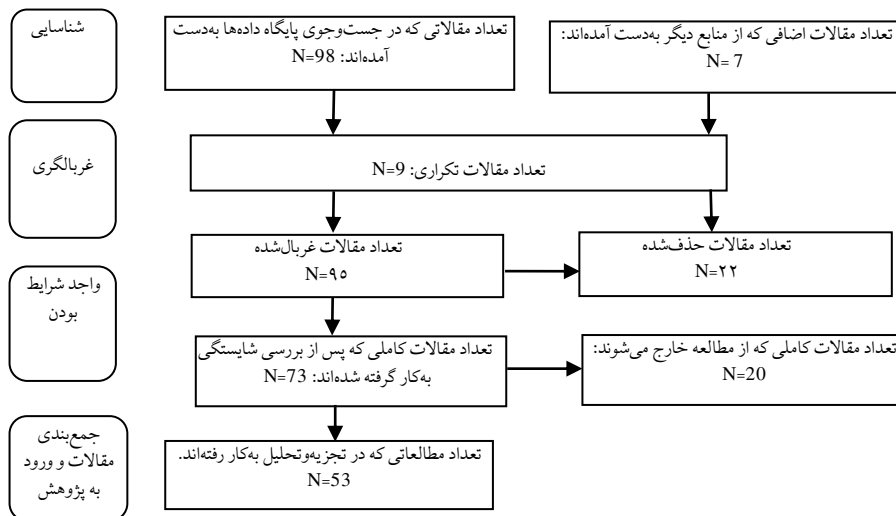 شناسایی
تعداد مقالاتی که در جست‌وجوی پایگاه داده‌ها به‌دست
آمده‌اند: N=98
تعداد مقالات اضافی که از منابع دیگر به‌دست آمده‌اند:
N= 7
غربالگری
تعداد مقالات تکراری: N=9
تعداد مقالات غربال‌شده
N=۹۵
تعداد مقالات حذف‌شده
N=۲۲
واجد شرایط
بودن
تعداد مقالات کاملی که پس از بررسی شایستگی
به‌کار گرفته شده‌اند: N=73
تعداد مقالات کاملی که از مطالعه خارج می‌شوند:
N=20
جمع‌بندی
مقالات و ورود
به پژوهش
تعداد مطالعاتی که در تجزیه‌وتحلیل به‌کار رفته‌اند.
N=53